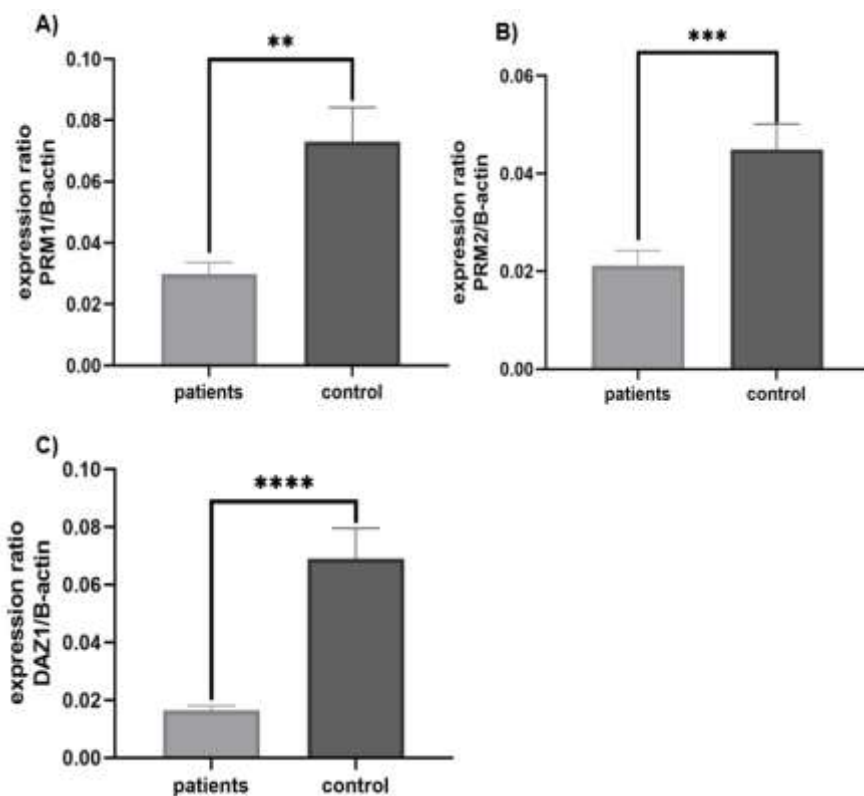 A)
**
0.10
0.08
0.06
0.04
0.02
0.00
expression ratio
PRM1/B-actin
patients
control
B)
***
0.06
0.04
0.02
0.00
expression ratio
PRM2/B-actin
patients
control
C)
****
0.10
0.08
0.06
0.04
0.02
0.00
expression ratio
DAZ1/B-actin
patients
control